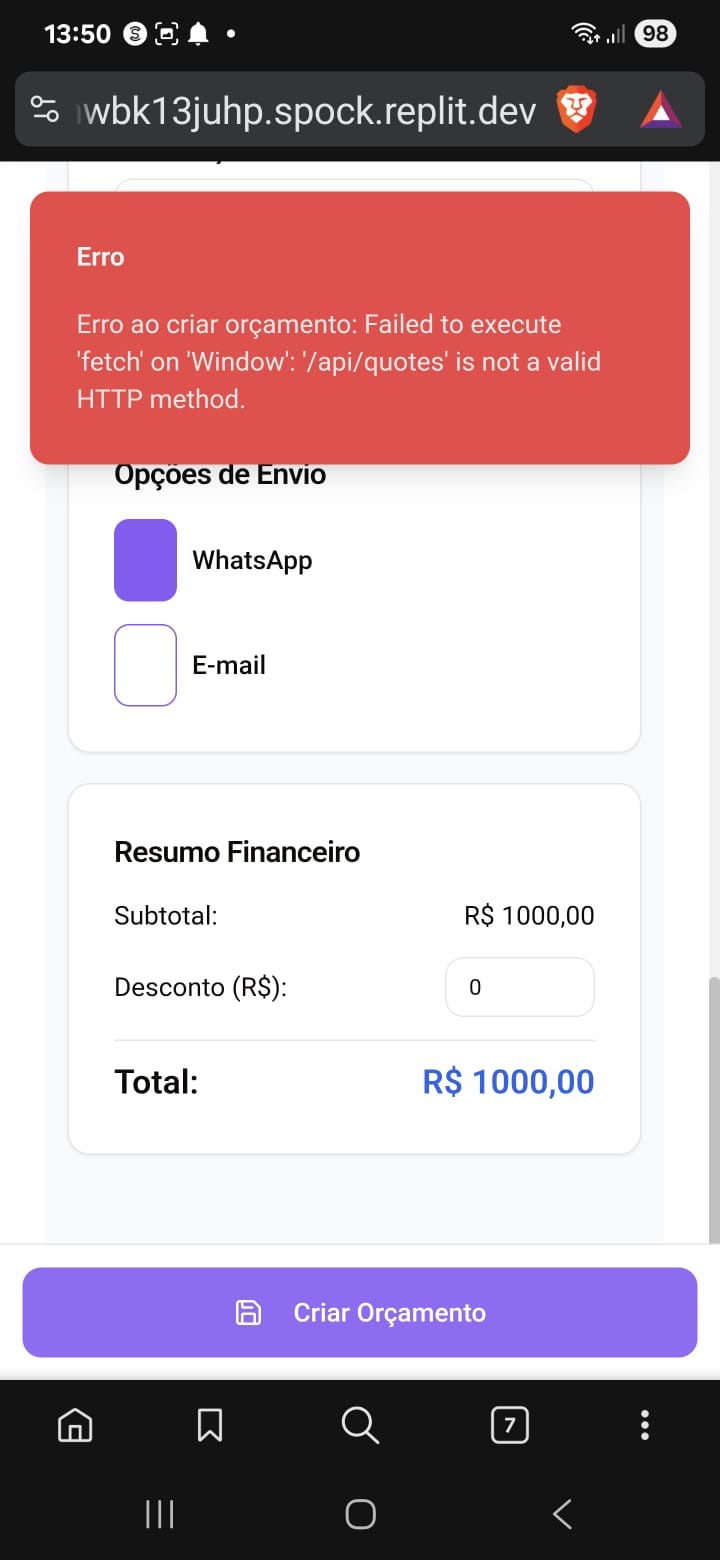 13:50
98
wbk13juhp.spock.replit.dev
Erro
Erro ao criar orçamento: Failed to execute
'fetch' on 'Window': '/api/quotes' is not a valid
HTTP method.
Opções de Envio
WhatsApp
E-mail
Resumo Financeiro
Subtotal: R$ 1000,00
Desconto (R$): 0
Total: R$ 1000,00
Criar Orçamento
7